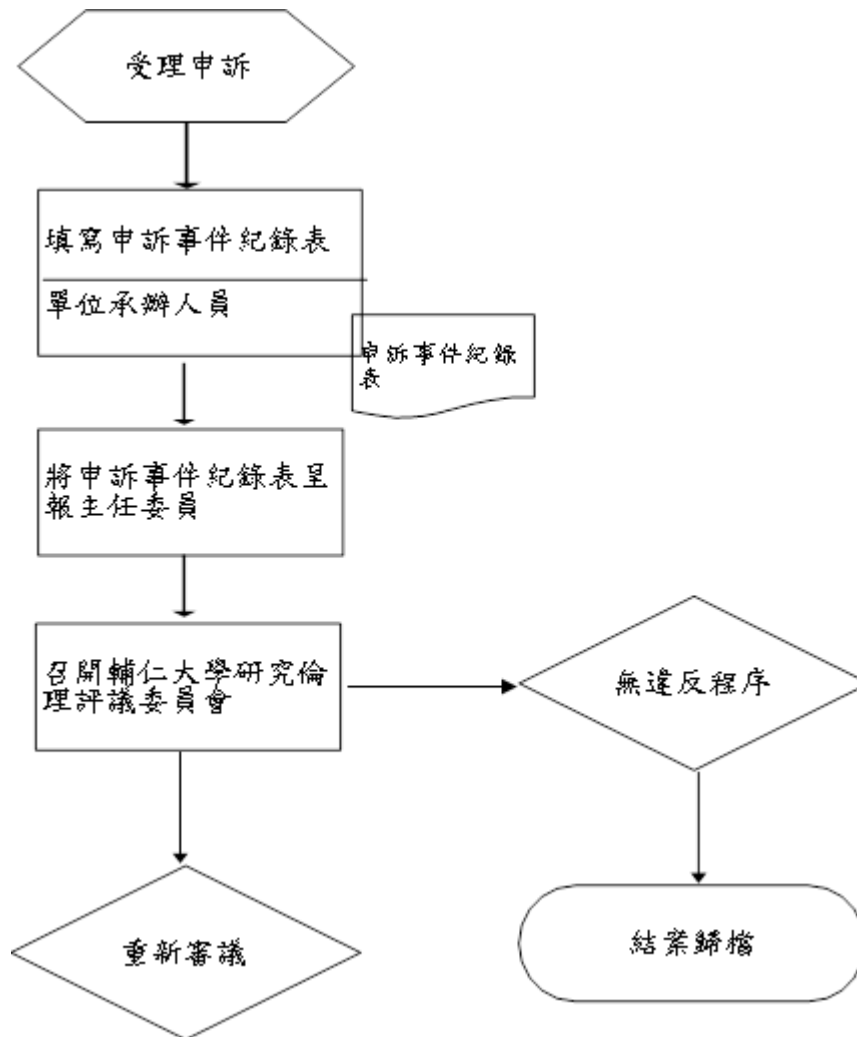 受理申訴
填寫申訴事件紀錄表
單位承辦人員
申訴事件紀錄
表
將申訴事件紀錄表呈
報主任委員
召開輔仁大學研究倫
理評議委員會
無違反程序
重新審議
結案歸檔